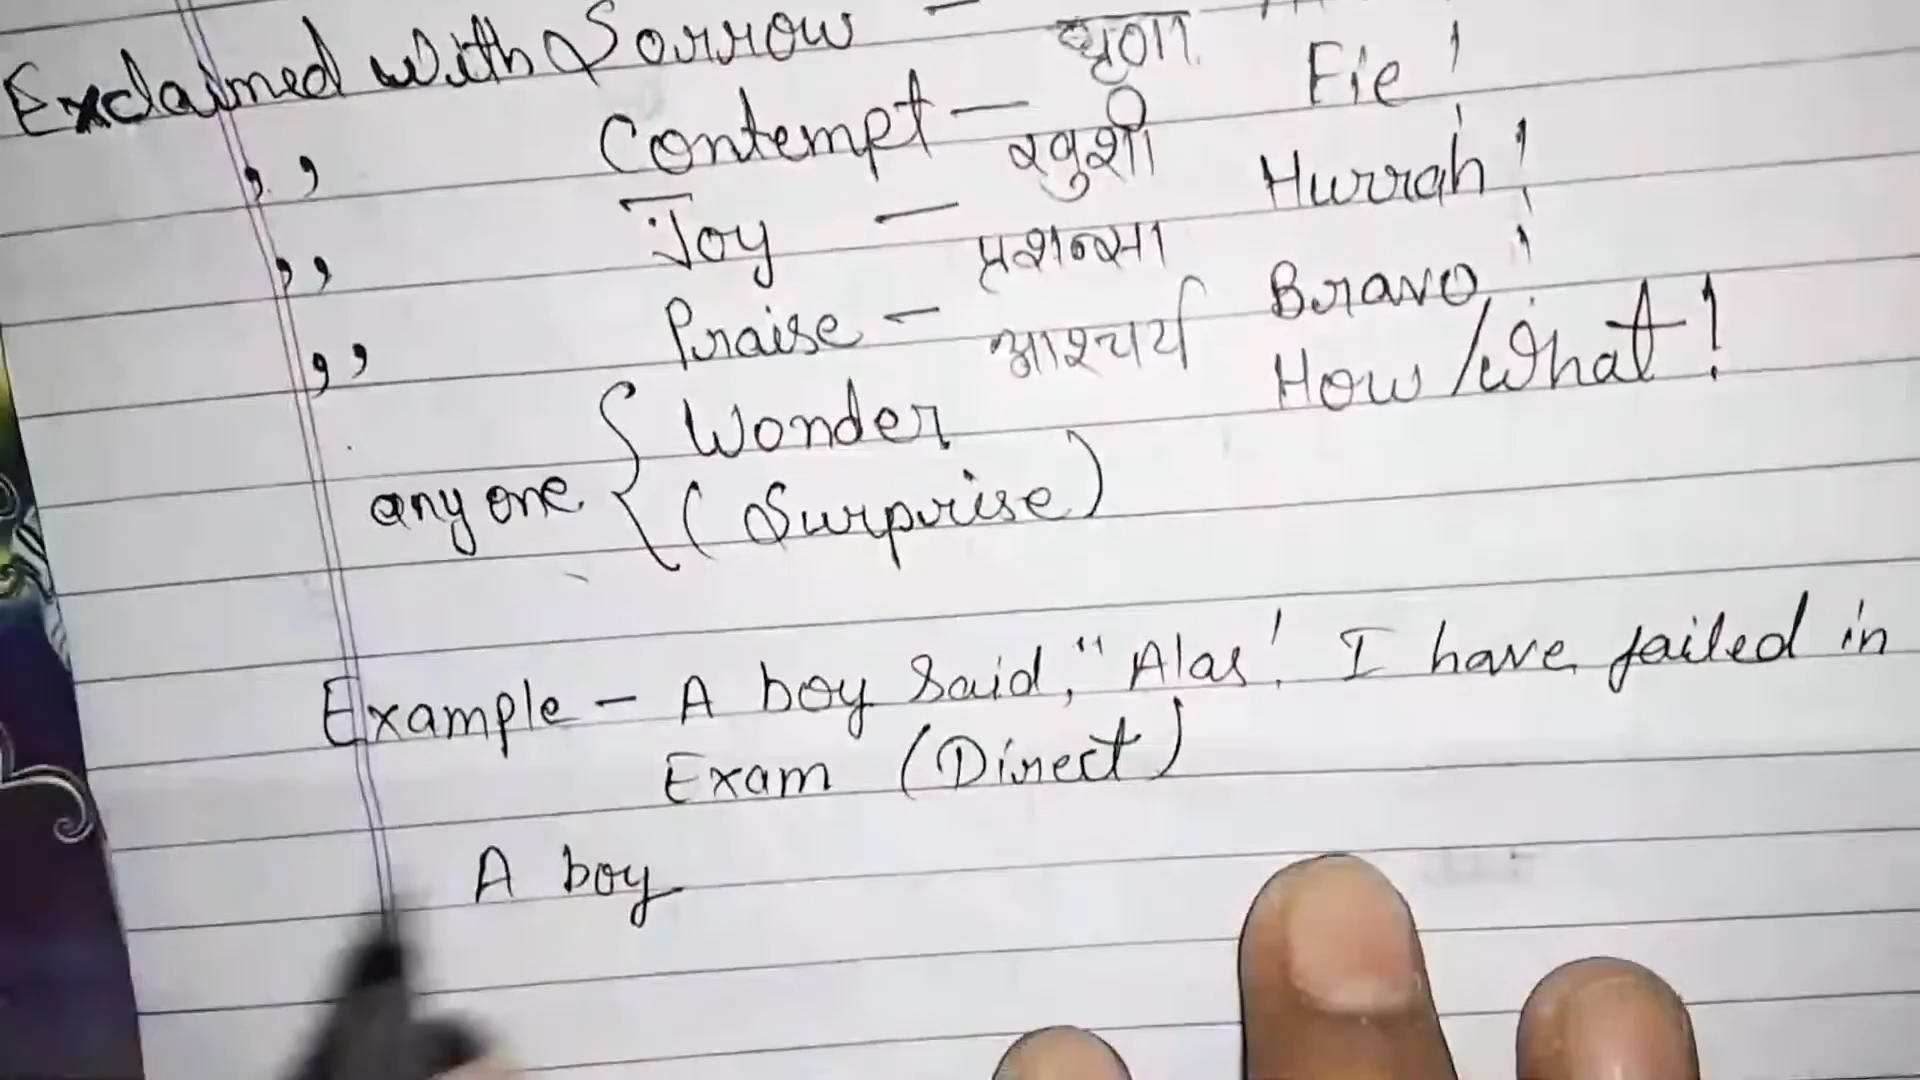 Exclaimed with Sorrow -
,, Contempt - घृणा Fie !
,, Joy - खुशी Hurrah !
,, Praise - प्रशन्सा Bravo !
any one { Wonder आश्चर्य How/What !
(Surprise)
Example - A boy said, "Alas! I have failed in
Exam (Direct)
A boy